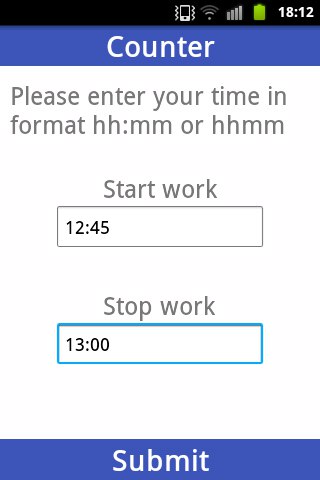 18:12
Counter
Please enter your time in
format hh:mm or hhmm
Start work
12:45
Stop work
13:00
Submit